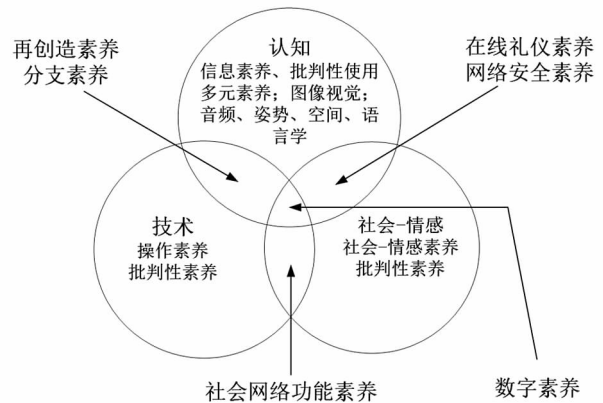 再创造素养
分支素养
认知
信息素养、批判性使用
多元素养；图像视觉；
音频、姿势、空间、语
言学
在线礼仪素养
网络安全素养
技术
操作素养
批判性素养
社会-情感
社会-情感素养
批判性素养
社会网络功能素养
数字素养